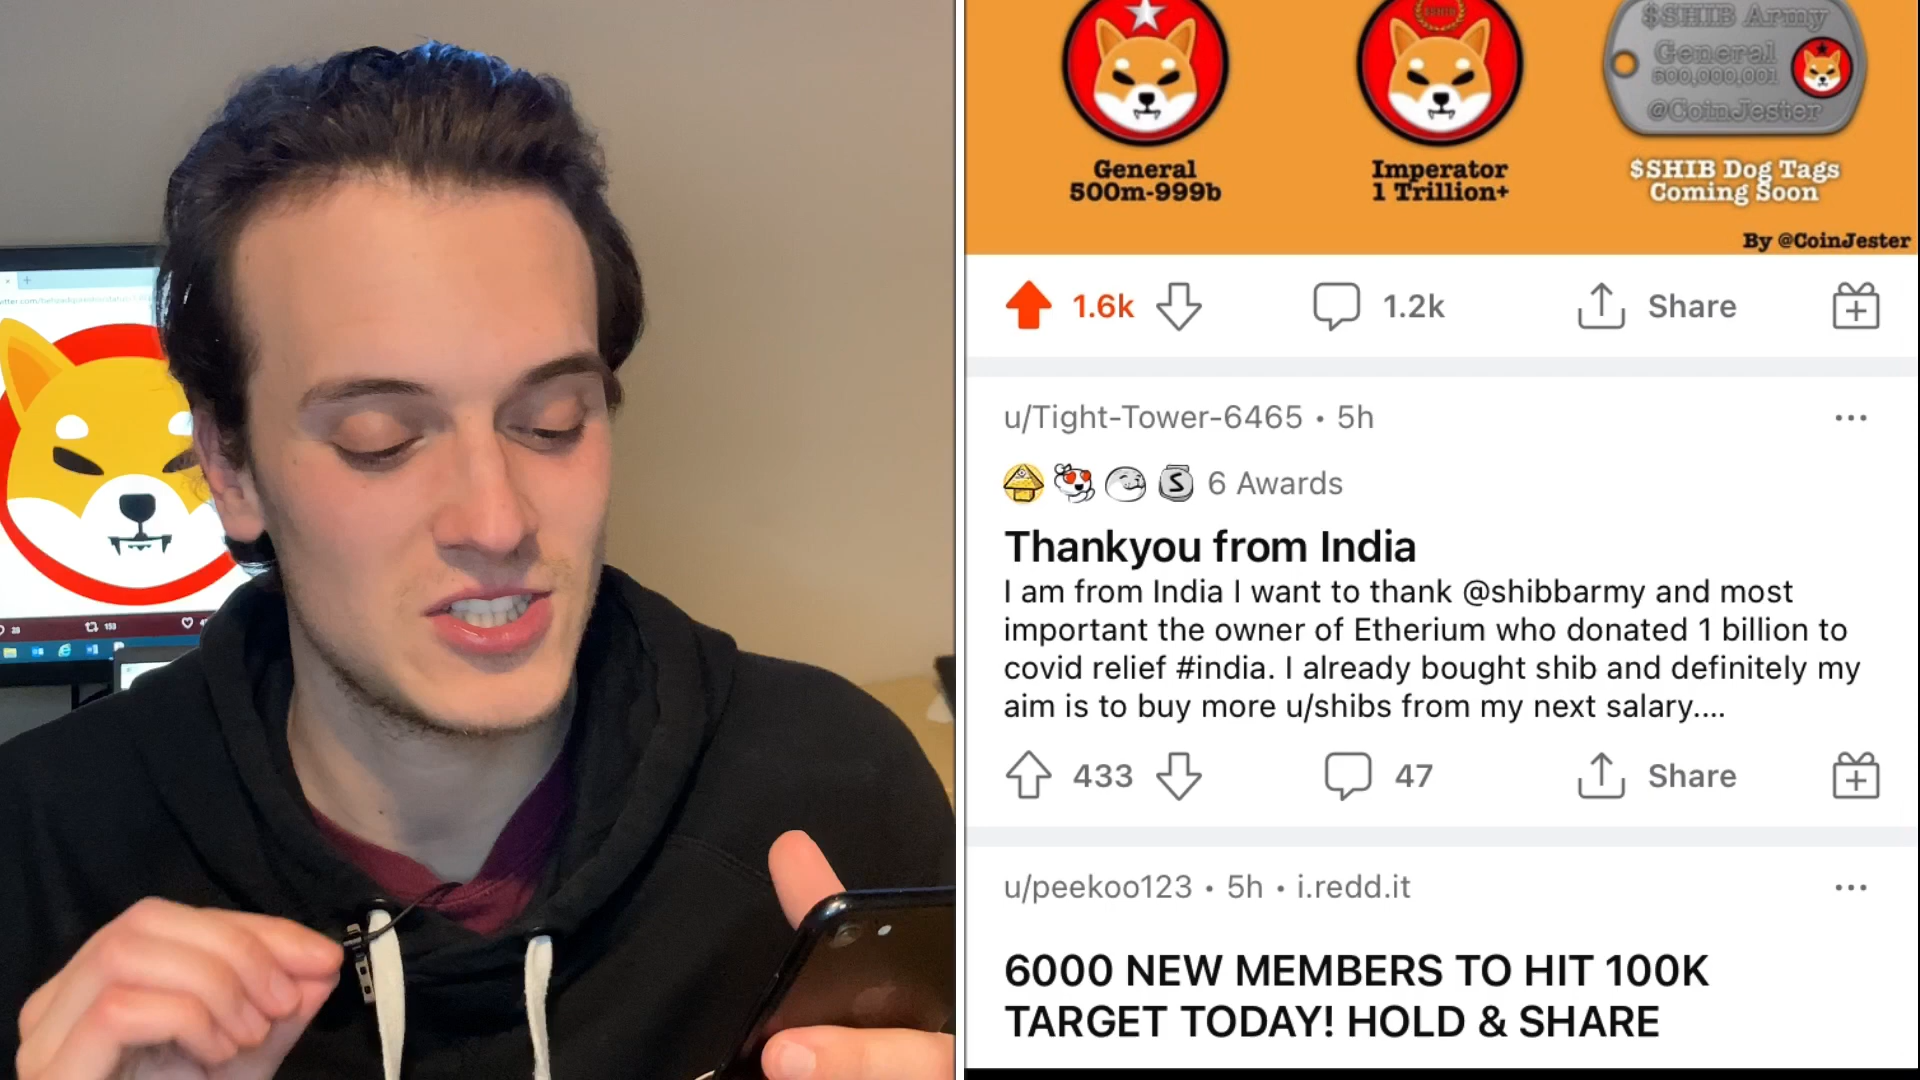 $SHIB Army
General
500,000,001
@CoinJester
General
500m-999b
Imperator
1 Trillion+
$SHIB Dog Tags
Coming Soon
By @CoinJester
1.6k
1.2k
Share
u/Tight-Tower-6465 • 5h
6 Awards
Thankyou from India
I am from India I want to thank @shibbarmy and most
important the owner of Etherium who donated 1 billion to
covid relief #india. I already bought shib and definitely my
aim is to buy more u/shibs from my next salary....
433
47
Share
u/peekoo123 • 5h • i.redd.it
6000 NEW MEMBERS TO HIT 100K
TARGET TODAY! HOLD & SHARE